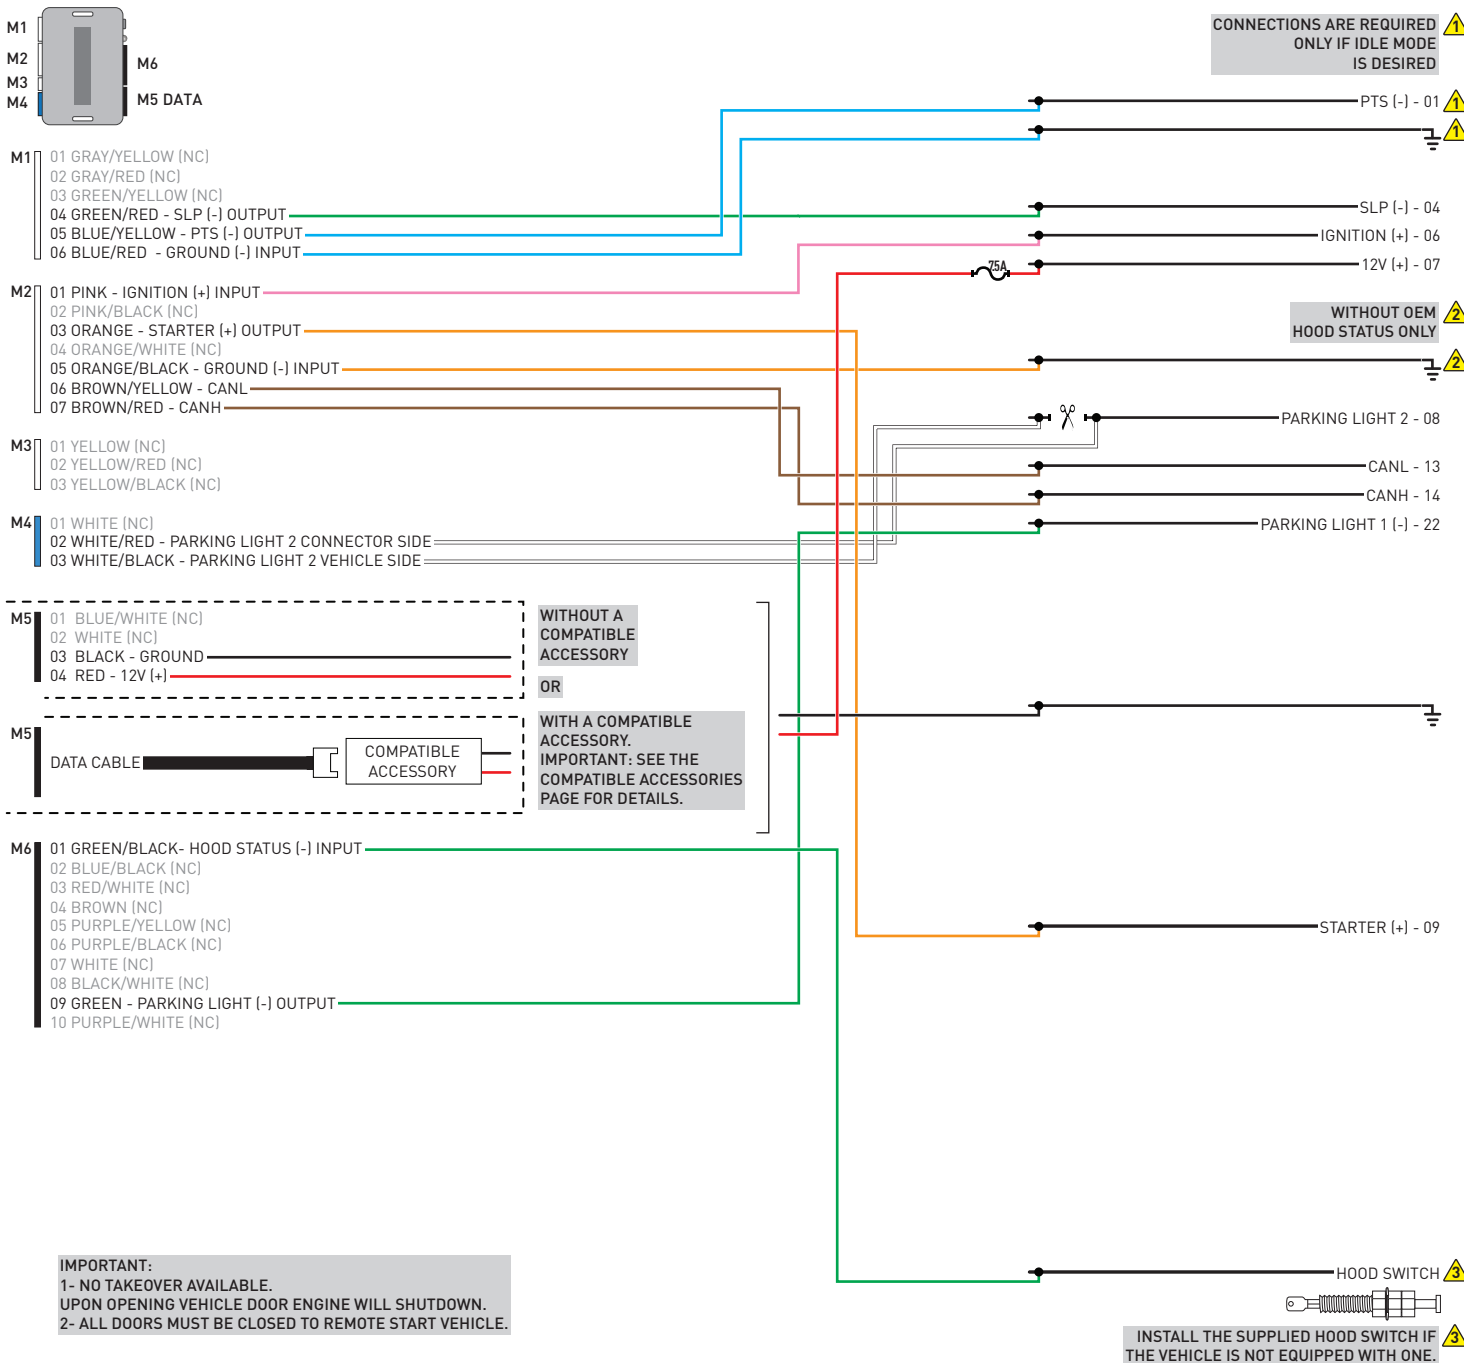 M1
M2
M3
M4
M6
M5 DATA
CONNECTIONS ARE REQUIRED
ONLY IF IDLE MODE
IS DESIRED
1
PTS (-) - 01
1
1
M1
01 GRAY/YELLOW (NC)
02 GRAY/RED (NC)
03 GREEN/YELLOW (NC)
04 GREEN/RED - SLP (-) OUTPUT
05 BLUE/YELLOW - PTS (-) OUTPUT
06 BLUE/RED - GROUND (-) INPUT
SLP (-) - 04
IGNITION (+) - 06
7.5A
12V (+) - 07
M2
01 PINK - IGNITION (+) INPUT
02 PINK/BLACK (NC)
03 ORANGE - STARTER (+) OUTPUT
04 ORANGE/WHITE (NC)
05 ORANGE/BLACK - GROUND (-) INPUT
06 BROWN/YELLOW - CANL
07 BROWN/RED - CANH
WITHOUT OEM
HOOD STATUS ONLY
2
2
PARKING LIGHT 2 - 08
M3
01 YELLOW (NC)
02 YELLOW/RED (NC)
03 YELLOW/BLACK (NC)
CANL - 13
CANH - 14
M4
01 WHITE (NC)
02 WHITE/RED - PARKING LIGHT 2 CONNECTOR SIDE
03 WHITE/BLACK - PARKING LIGHT 2 VEHICLE SIDE
PARKING LIGHT 1 (-) - 22
M5
01 BLUE/WHITE (NC)
02 WHITE (NC)
03 BLACK - GROUND
04 RED - 12V (+)
WITHOUT A
COMPATIBLE
ACCESSORY
OR
M5
DATA CABLE
COMPATIBLE
ACCESSORY
WITH A COMPATIBLE
ACCESSORY.
IMPORTANT: SEE THE
COMPATIBLE ACCESSORIES
PAGE FOR DETAILS.
M6
01 GREEN/BLACK- HOOD STATUS (-) INPUT
02 BLUE/BLACK (NC)
03 RED/WHITE (NC)
04 BROWN (NC)
05 PURPLE/YELLOW (NC)
06 PURPLE/BLACK (NC)
07 WHITE (NC)
08 BLACK/WHITE (NC)
09 GREEN - PARKING LIGHT (-) OUTPUT
10 PURPLE/WHITE (NC)
STARTER (+) - 09
IMPORTANT:
1- NO TAKEOVER AVAILABLE.
UPON OPENING VEHICLE DOOR ENGINE WILL SHUTDOWN.
2- ALL DOORS MUST BE CLOSED TO REMOTE START VEHICLE.
HOOD SWITCH
3
INSTALL THE SUPPLIED HOOD SWITCH IF
THE VEHICLE IS NOT EQUIPPED WITH ONE.
3